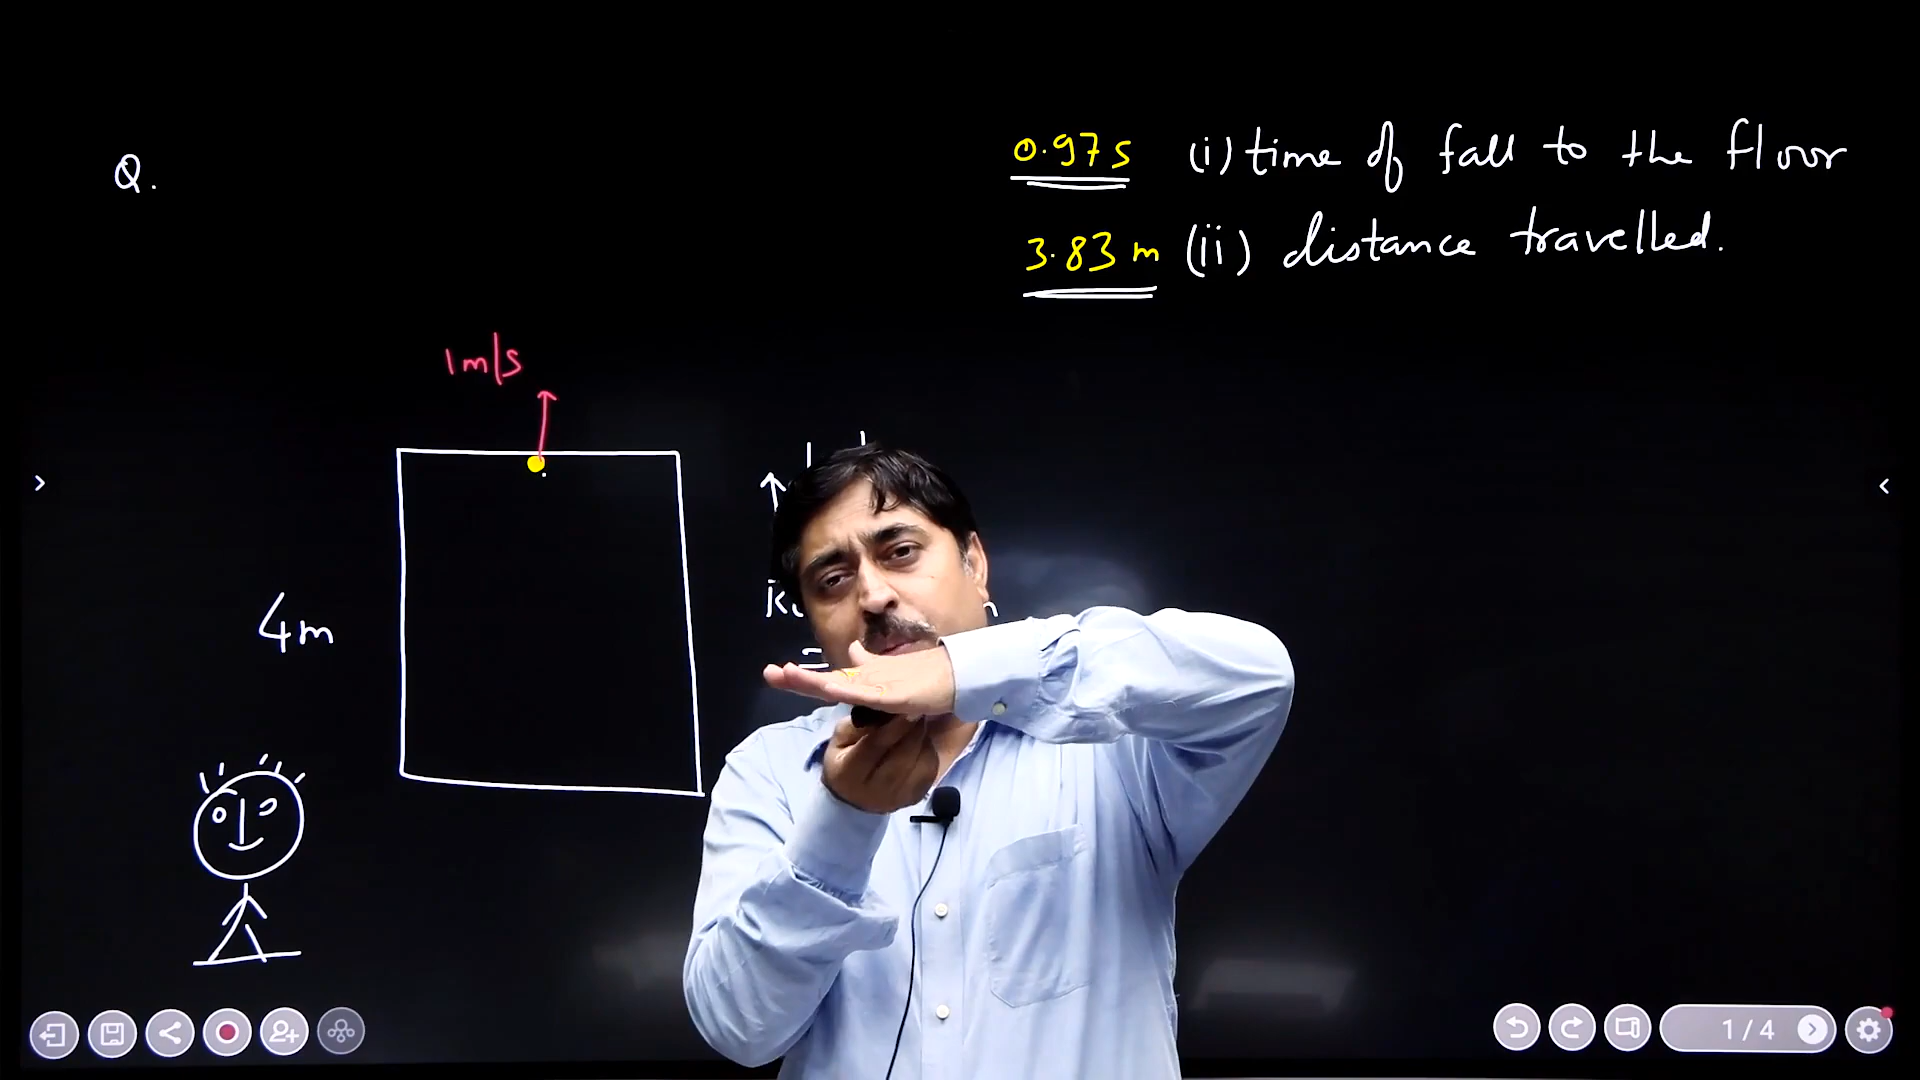 Q.
0.97 s (i) time of fall to the floor
3.83 m (ii) distance travelled.
1 m/s
4m
=
1 / 4